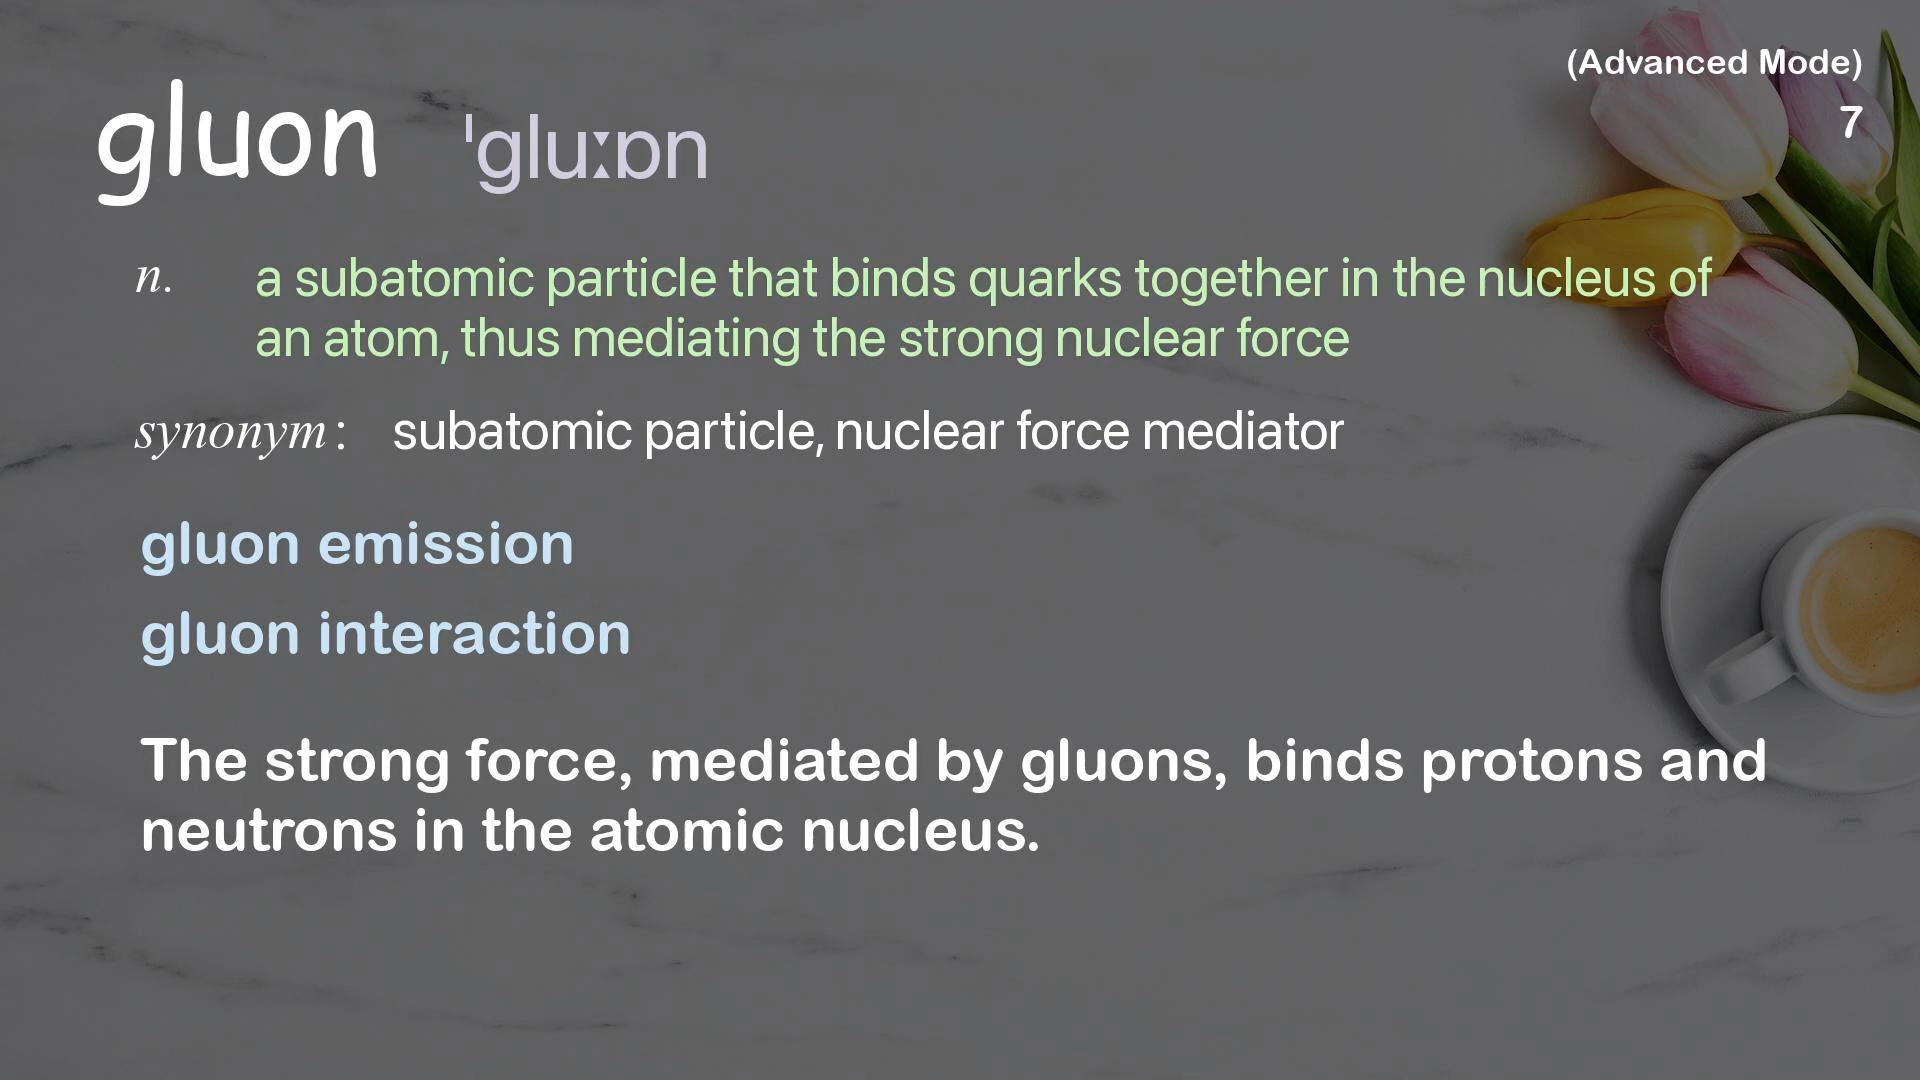 (Advanced Mode)
7
gluon ˈɡluːɒn
n. a subatomic particle that binds quarks together in the nucleus of
an atom, thus mediating the strong nuclear force
synonym: subatomic particle, nuclear force mediator
gluon emission
gluon interaction
The strong force, mediated by gluons, binds protons and
neutrons in the atomic nucleus.